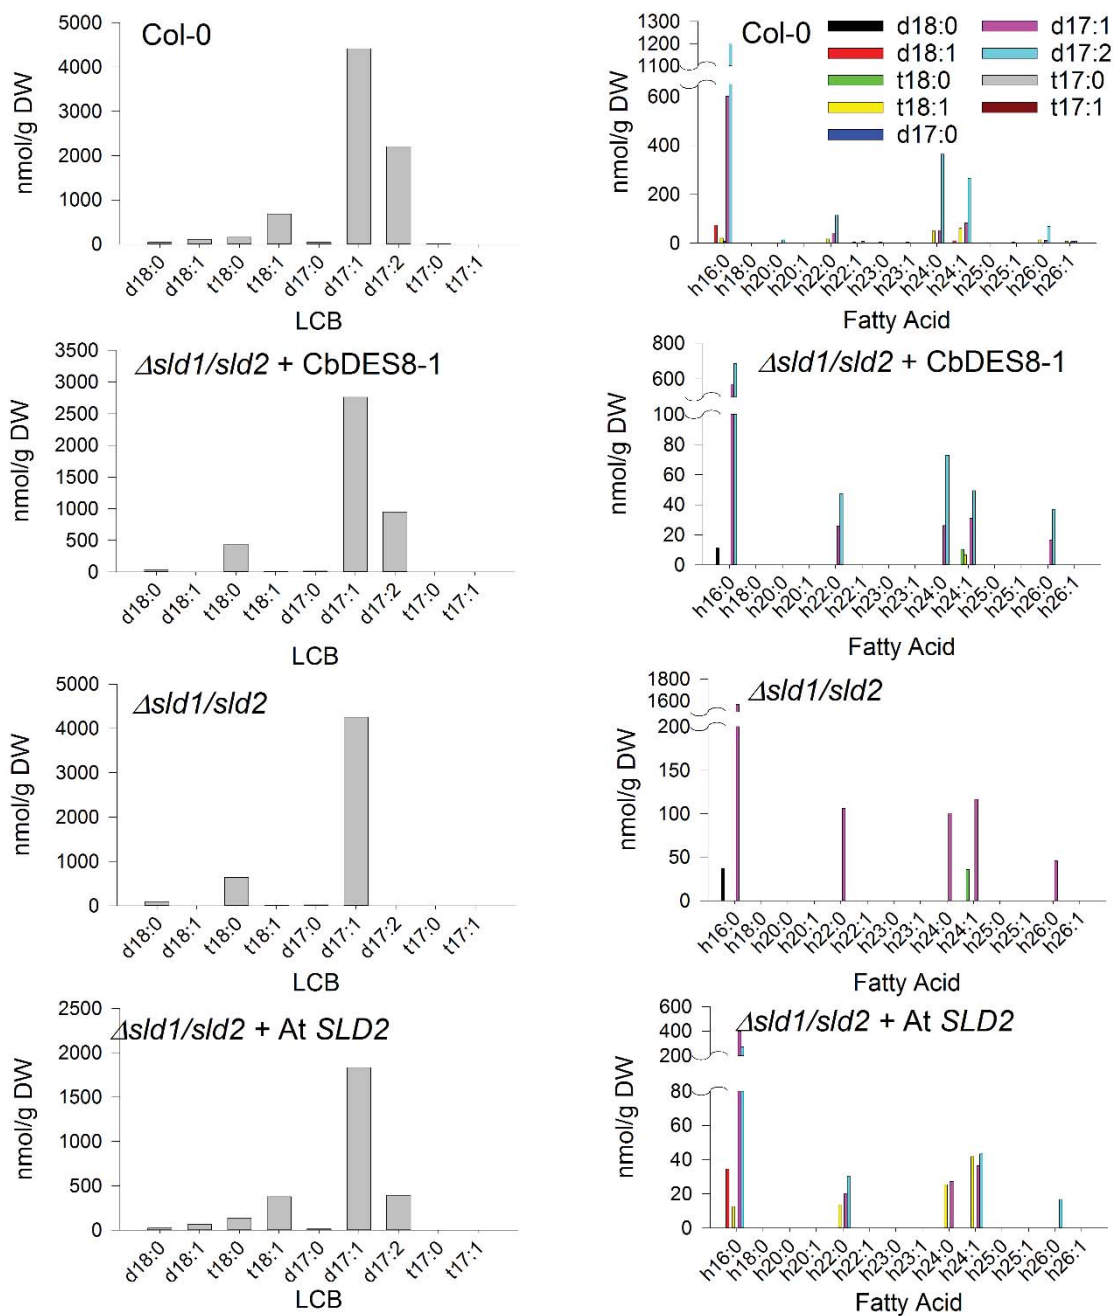 Col-0
nmol/g DW
5000
4000
3000
2000
1000
0
d18:0 d18:1 t18:0 t18:1 d17:0 d17:1 d17:2 t17:0 t17:1
LCB
Col-0
nmol/g DW
1300
1200
1100
600
400
200
0
d18:0 d17:1
d18:1 d17:2
t18:0 t17:0
t18:1 t17:1
d17:0
h16:0 h18:0 h20:0 h20:1 h22:0 h22:1 h23:0 h23:1 h24:0 h24:1 h25:0 h25:1 h26:0 h26:1
Fatty Acid
Δsld1/sld2 + CbDES8-1
nmol/g DW
3500
3000
2500
2000
1500
1000
500
0
d18:0 d18:1 t18:0 t18:1 d17:0 d17:1 d17:2 t17:0 t17:1
LCB
Δsld1/sld2 + CbDES8-1
nmol/g DW
800
600
100
80
60
40
20
0
h16:0 h18:0 h20:0 h20:1 h22:0 h22:1 h23:0 h23:1 h24:0 h24:1 h25:0 h25:1 h26:0 h26:1
Fatty Acid
Δsld1/sld2
nmol/g DW
5000
4000
3000
2000
1000
0
d18:0 d18:1 t18:0 t18:1 d17:0 d17:1 d17:2 t17:0 t17:1
LCB
Δsld1/sld2
nmol/g DW
1800
1600
200
150
100
50
0
h16:0 h18:0 h20:0 h20:1 h22:0 h22:1 h23:0 h23:1 h24:0 h24:1 h25:0 h25:1 h26:0 h26:1
Fatty Acid
Δsld1/sld2 + At SLD2
nmol/g DW
2500
2000
1500
1000
500
0
d18:0 d18:1 t18:0 t18:1 d17:0 d17:1 d17:2 t17:0 t17:1
LCB
Δsld1/sld2 + At SLD2
nmol/g DW
600
400
200
80
60
40
20
0
h16:0 h18:0 h20:0 h20:1 h22:0 h22:1 h23:0 h23:1 h24:0 h24:1 h25:0 h25:1 h26:0 h26:1
Fatty Acid